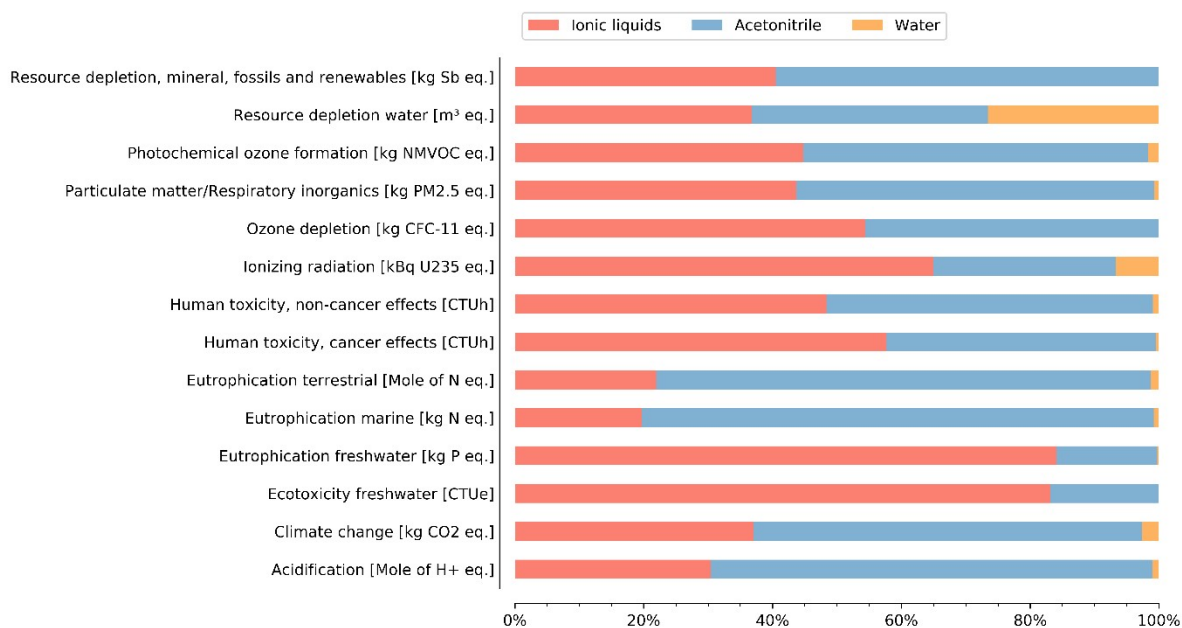 Ionic liquids Acetonitrile Water
Resource depletion, mineral, fossils and renewables [kg Sb eq.]
Resource depletion water [m³ eq.]
Photochemical ozone formation [kg NMVOC eq.]
Particulate matter/Respiratory inorganics [kg PM2.5 eq.]
Ozone depletion [kg CFC-11 eq.]
Ionizing radiation [kBq U235 eq.]
Human toxicity, non-cancer effects [CTUh]
Human toxicity, cancer effects [CTUh]
Eutrophication terrestrial [Mole of N eq.]
Eutrophication marine [kg N eq.]
Eutrophication freshwater [kg P eq.]
Ecotoxicity freshwater [CTUe]
Climate change [kg CO2 eq.]
Acidification [Mole of H+ eq.]
0% 20% 40% 60% 80% 100%